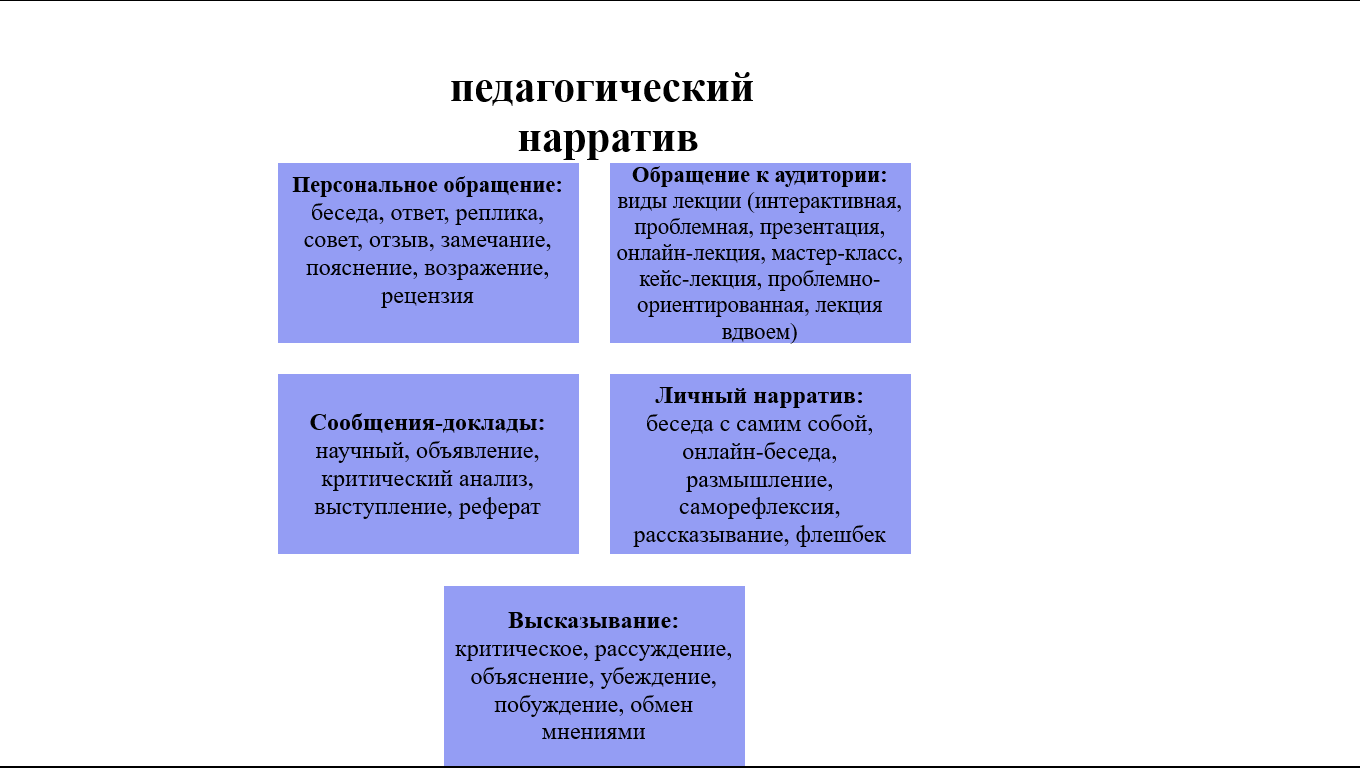 педагогический
нарратив
Персональное обращение:
беседа, ответ, реплика,
совет, отзыв, замечание,
пояснение, возражение,
рецензия
Обращение к аудитории:
виды лекции (интерактивная,
проблемная, презентация,
онлайн-лекция, мастер-класс,
кейс-лекция, проблемно-
ориентированная, лекция
вдвоем)
Сообщения-доклады:
научный, объявление,
критический анализ,
выступление, реферат
Личный нарратив:
беседа с самим собой,
онлайн-беседа,
размышление,
саморефлексия,
рассказывание, флешбек
Высказывание:
критическое, рассуждение,
объяснение, убеждение,
побуждение, обмен
мнениями